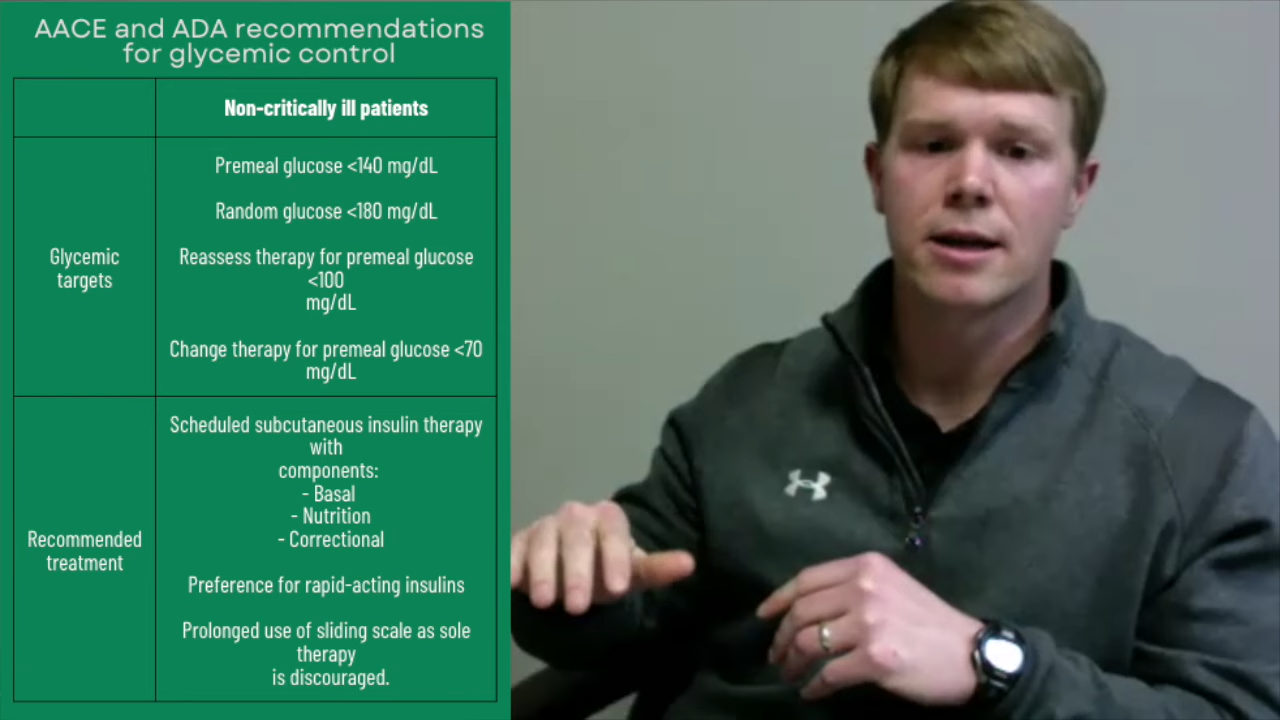 AACE and ADA recommendations
for glycemic control
Non-critically ill patients
Glycemic
targets
Premeal glucose <140 mg/dL
Random glucose <180 mg/dL
Reassess therapy for premeal glucose
<100
mg/dL
Change therapy for premeal glucose <70
mg/dL
Recommended
treatment
Scheduled subcutaneous insulin therapy
with
components:
- Basal
- Nutrition
- Correctional
Preference for rapid-acting insulins
Prolonged use of sliding scale as sole
therapy
is discouraged.